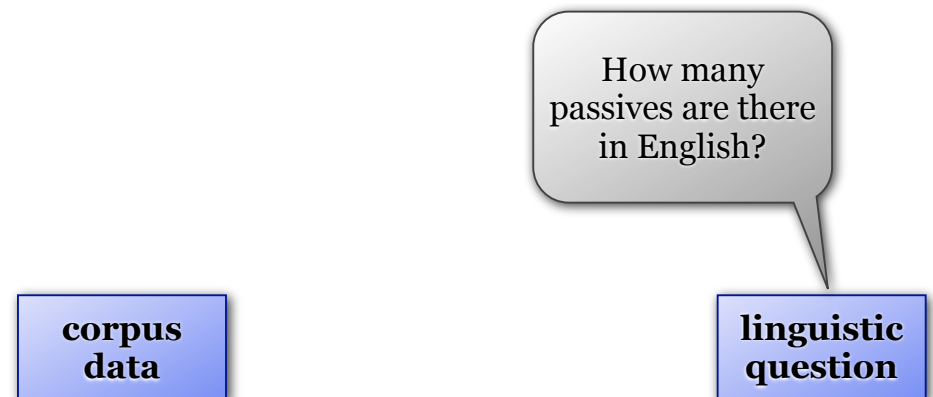 How many
passives are there
in English?
corpus
data
linguistic
question